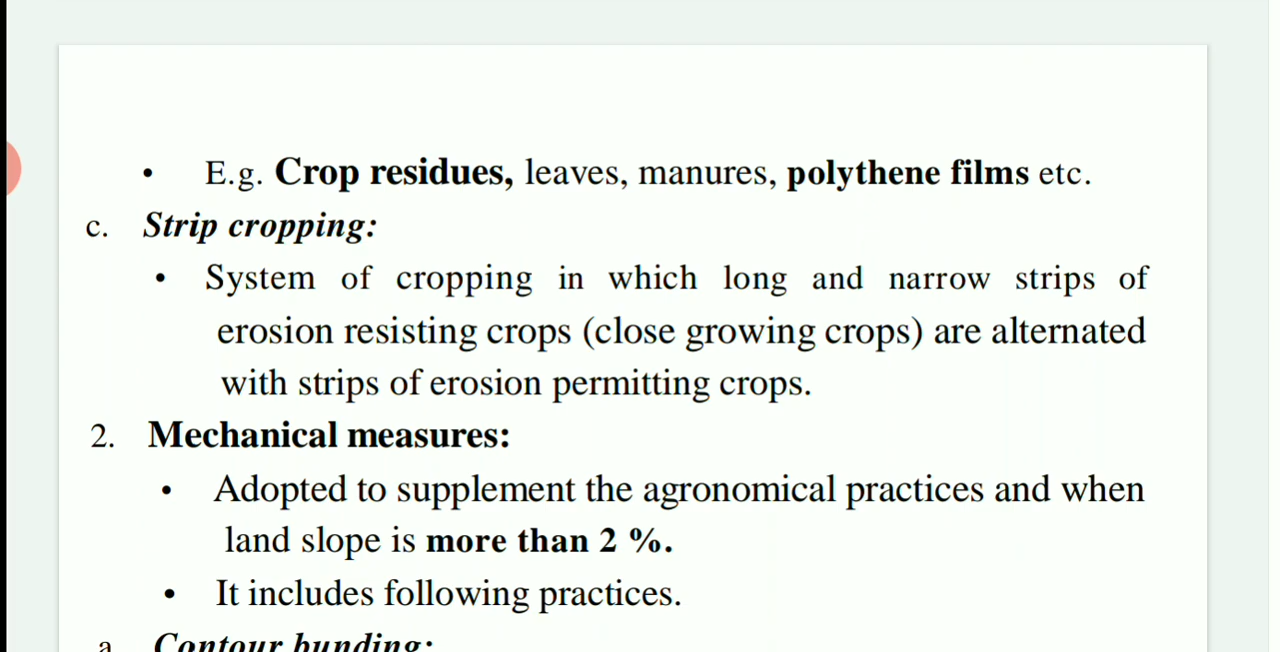 • E.g. Crop residues, leaves, manures, polythene films etc.
c. Strip cropping:
• System of cropping in which long and narrow strips of
erosion resisting crops (close growing crops) are alternated
with strips of erosion permitting crops.
2. Mechanical measures:
• Adopted to supplement the agronomical practices and when
land slope is more than 2 %.
• It includes following practices.
a Contour bunding: